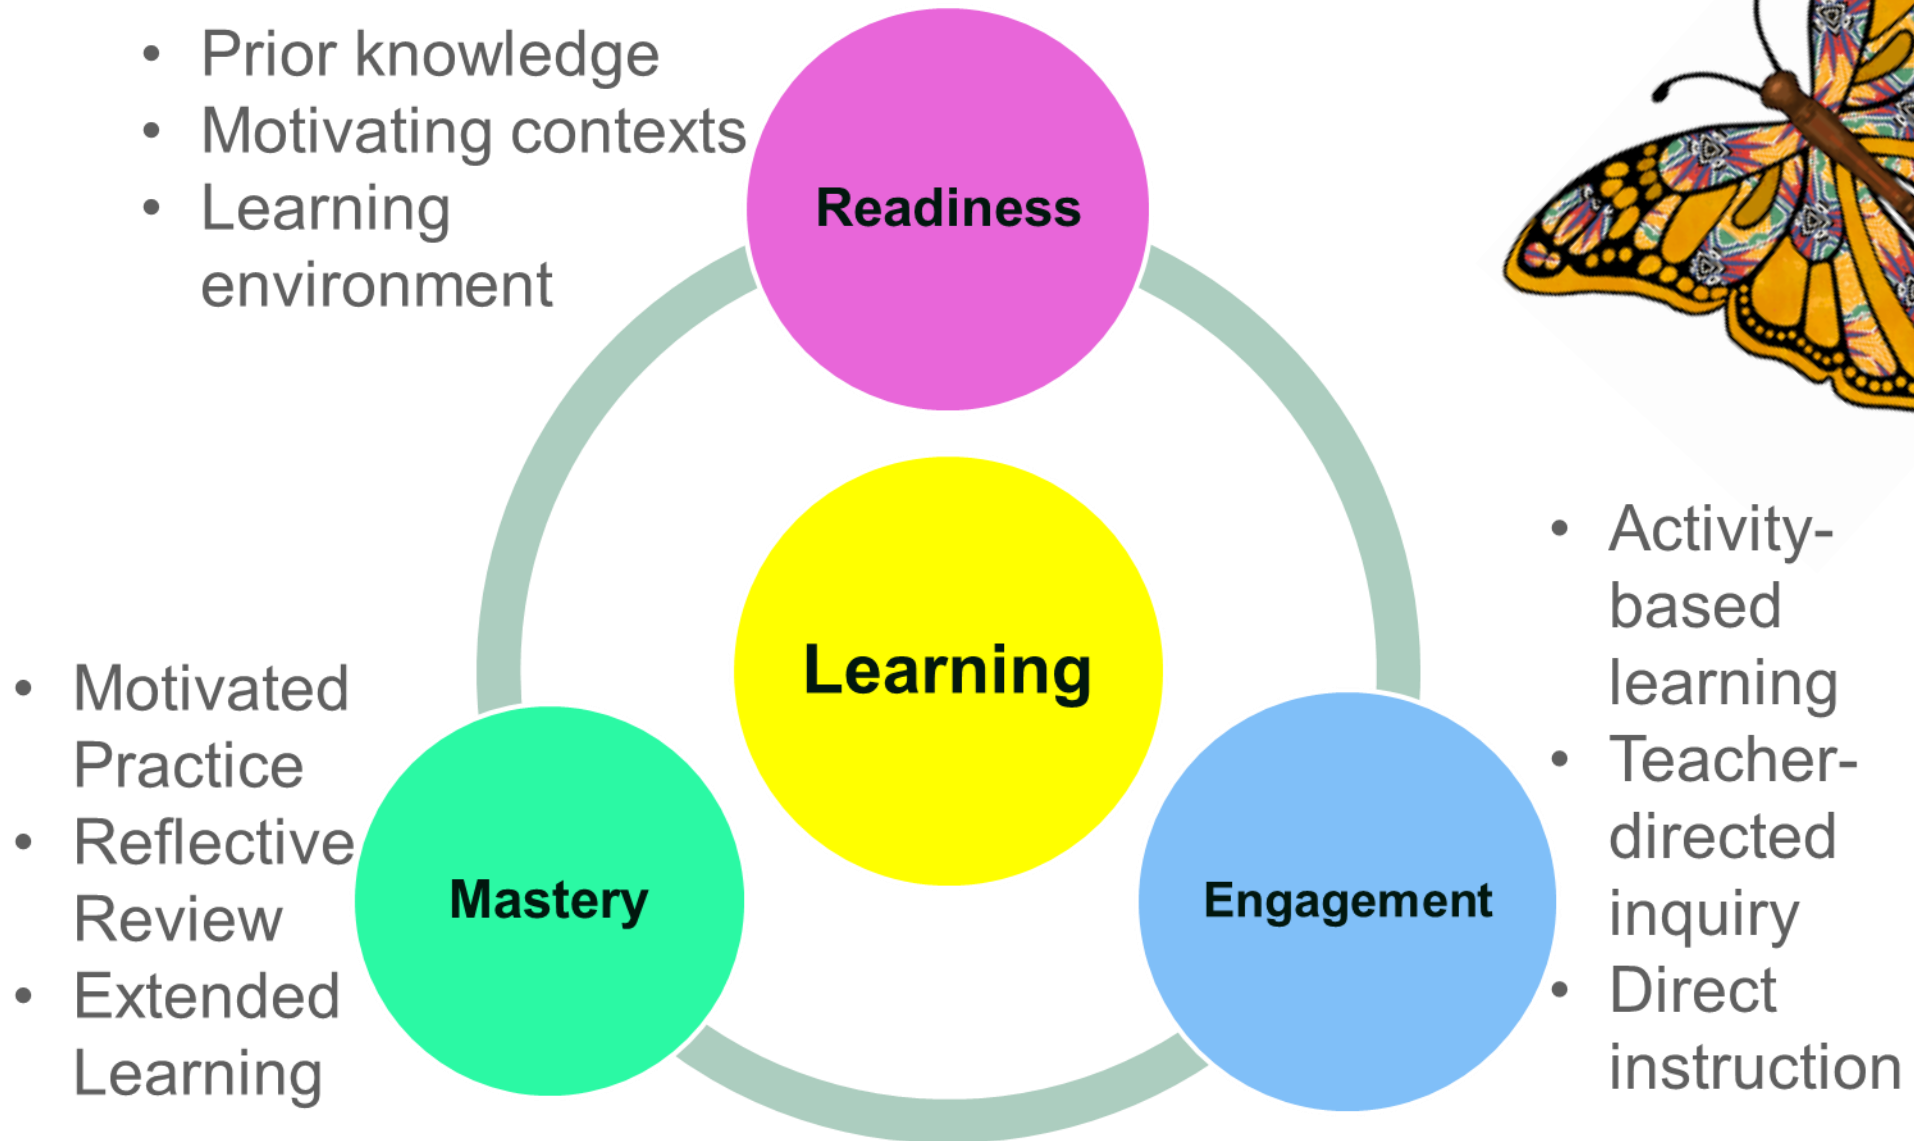 • Prior knowledge
• Motivating contexts
• Learning
environment
Readiness
Learning
• Activity-
based
learning
• Teacher-
directed
inquiry
• Direct
instruction
Engagement
• Motivated
Practice
• Reflective
Review
• Extended
Learning
Mastery